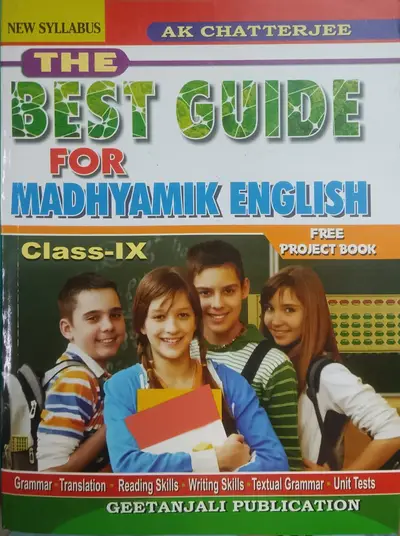 NEW SYLLABUS
AK CHATTERJEE
THE
BEST GUIDE
FOR
MADHYAMIK ENGLISH
FREE
PROJECT BOOK
Class-IX
Grammar • Translation • Reading Skills • Writing Skills • Textual Grammar • Unit Tests
GEETANJALI PUBLICATION